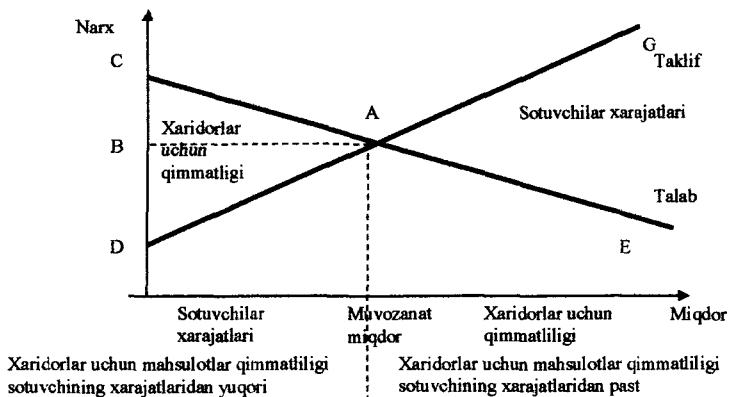 Narx
C
G
Taklif
A
Sotuvchilar xarajatlari
Xaridorlar
uchun
qimmatligi
B
Talab
D
E
Sotuvchilar
xarajatlari
Muvozanat
miqdor
Xaridorlar uchun
qimmatliligi
Miqdor
Xaridorlar uchun mahsulotlar qimmatliligi
sotuvchining xarajatlaridan yuqori
Xaridorlar uchun mahsulotlar qimmatliligi
sotuvchining xarajatlaridan past